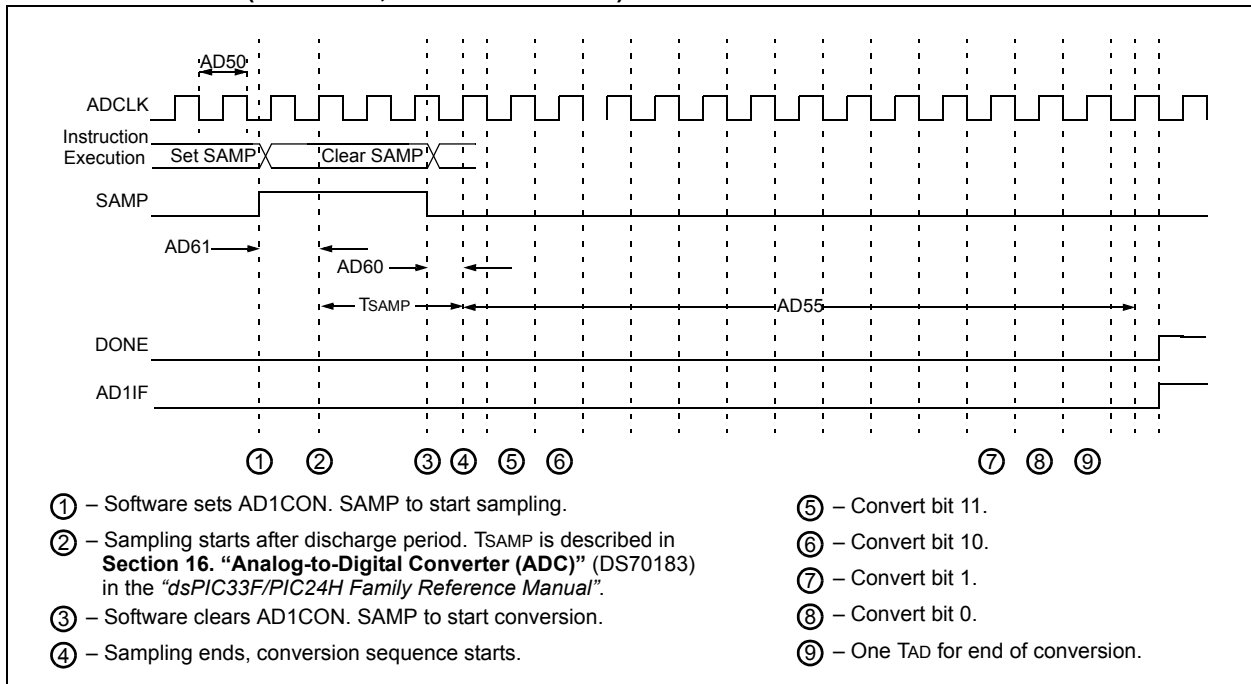 AD50
ADCLK
Instruction
Execution
Set SAMP
Clear SAMP
SAMP
AD61
AD60
TSAMP
AD55
DONE
AD1IF
① ② ③ ④ ⑤ ⑥ ⑦ ⑧ ⑨
① – Software sets AD1CON. SAMP to start sampling.
② – Sampling starts after discharge period. TSAMP is described in
Section 16. “Analog-to-Digital Converter (ADC)” (DS70183)
in the “dsPIC33F/PIC24H Family Reference Manual”.
③ – Software clears AD1CON. SAMP to start conversion.
④ – Sampling ends, conversion sequence starts.
⑤ – Convert bit 11.
⑥ – Convert bit 10.
⑦ – Convert bit 1.
⑧ – Convert bit 0.
⑨ – One TAD for end of conversion.